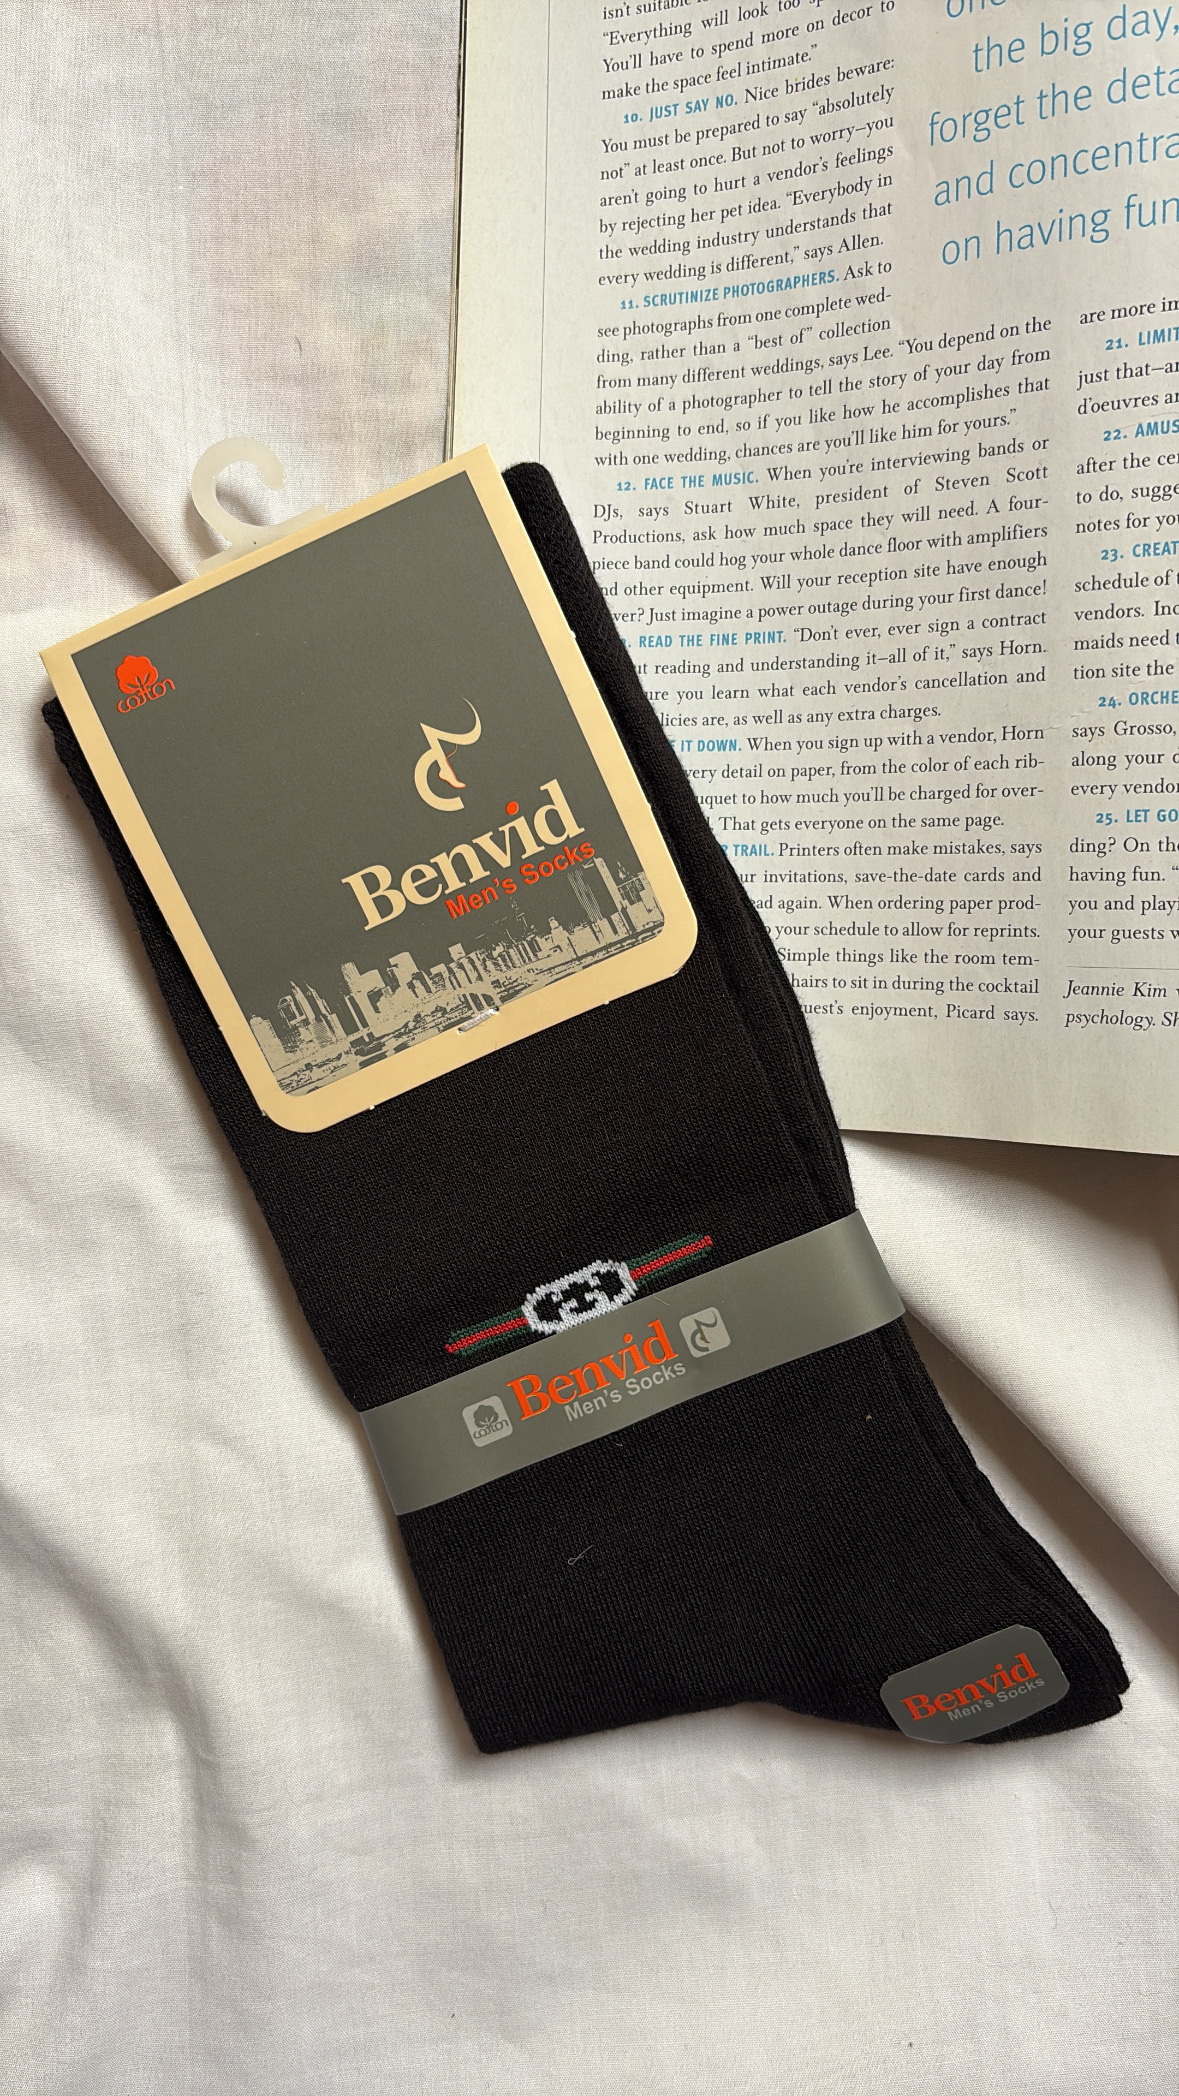 cotton
Benvid
Men's Socks
cotton
Benvid
Men's Socks
Benvid
Men's Socks
isn't suitable
"Everything will look too
You'll have to spend more on decor to
make the space feel intimate."
10. JUST SAY NO. Nice brides beware:
You must be prepared to say "absolutely
not" at least once. But not to worry—you
aren't going to hurt a vendor's feelings
by rejecting her pet idea. "Everybody in
the wedding industry understands that
every wedding is different," says Allen.
11. SCRUTINIZE PHOTOGRAPHERS. Ask to
see photographs from one complete wed-
ding, rather than a "best of" collection
from many different weddings, says Lee. "You depend on the
ability of a photographer to tell the story of your day from
beginning to end, so if you like how he accomplishes that
with one wedding, chances are you'll like him for yours."
12. FACE THE MUSIC. When you're interviewing bands or
DJs, says Stuart White, president of Steven Scott
Productions, ask how much space they will need. A four-
piece band could hog your whole dance floor with amplifiers
nd other equipment. Will your reception site have enough
wer? Just imagine a power outage during your first dance!
. READ THE FINE PRINT. "Don't ever, ever sign a contract
ut reading and understanding it—all of it," says Horn.
ure you learn what each vendor's cancellation and
licies are, as well as any extra charges.
IT DOWN. When you sign up with a vendor, Horn
very detail on paper, from the color of each rib-
uquet to how much you'll be charged for over-
. That gets everyone on the same page.
TRAIL. Printers often make mistakes, says
ur invitations, save-the-date cards and
ad again. When ordering paper prod-
your schedule to allow for reprints.
Simple things like the room tem-
hairs to sit in during the cocktail
uest's enjoyment, Picard says.
the big day,
forget the deta
and concentra
on having fun
are more im
21. LIMIT
just that—ar
d'oeuvres ar
22. AMUS
after the cer
to do, sugge
notes for you
23. CREAT
schedule of t
vendors. Inc
maids need t
tion site the
24. ORCHE
says Grosso,
along your d
every vendor
25. LET GO
ding? On the
having fun. "
you and playi
your guests w
Jeannie Kim
psychology. Sh